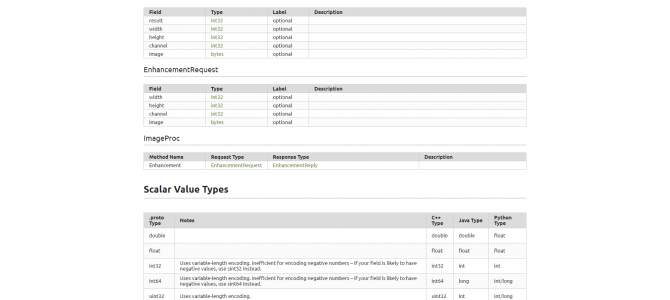 Field Type Label Description
result int32 optional
width int32 optional
height int32 optional
channel int32 optional
image bytes optional
EnhancementRequest
Field Type Label Description
width int32 optional
height int32 optional
channel int32 optional
image bytes optional
ImageProc
Method Name Request Type Response Type Description
Enhancement EnhancementRequest EnhancementReply
Scalar Value Types
.proto Type Notes C++ Type Java Type Python Type
double double double float
float float float float
int32 Uses variable-length encoding. Inefficient for encoding negative numbers – if your field is likely to have negative values, use sint32 instead. int32 int int
int64 Uses variable-length encoding. Inefficient for encoding negative numbers – if your field is likely to have negative values, use sint64 instead. int64 long int/long
uint32 Uses variable-length encoding. uint32 int int/long